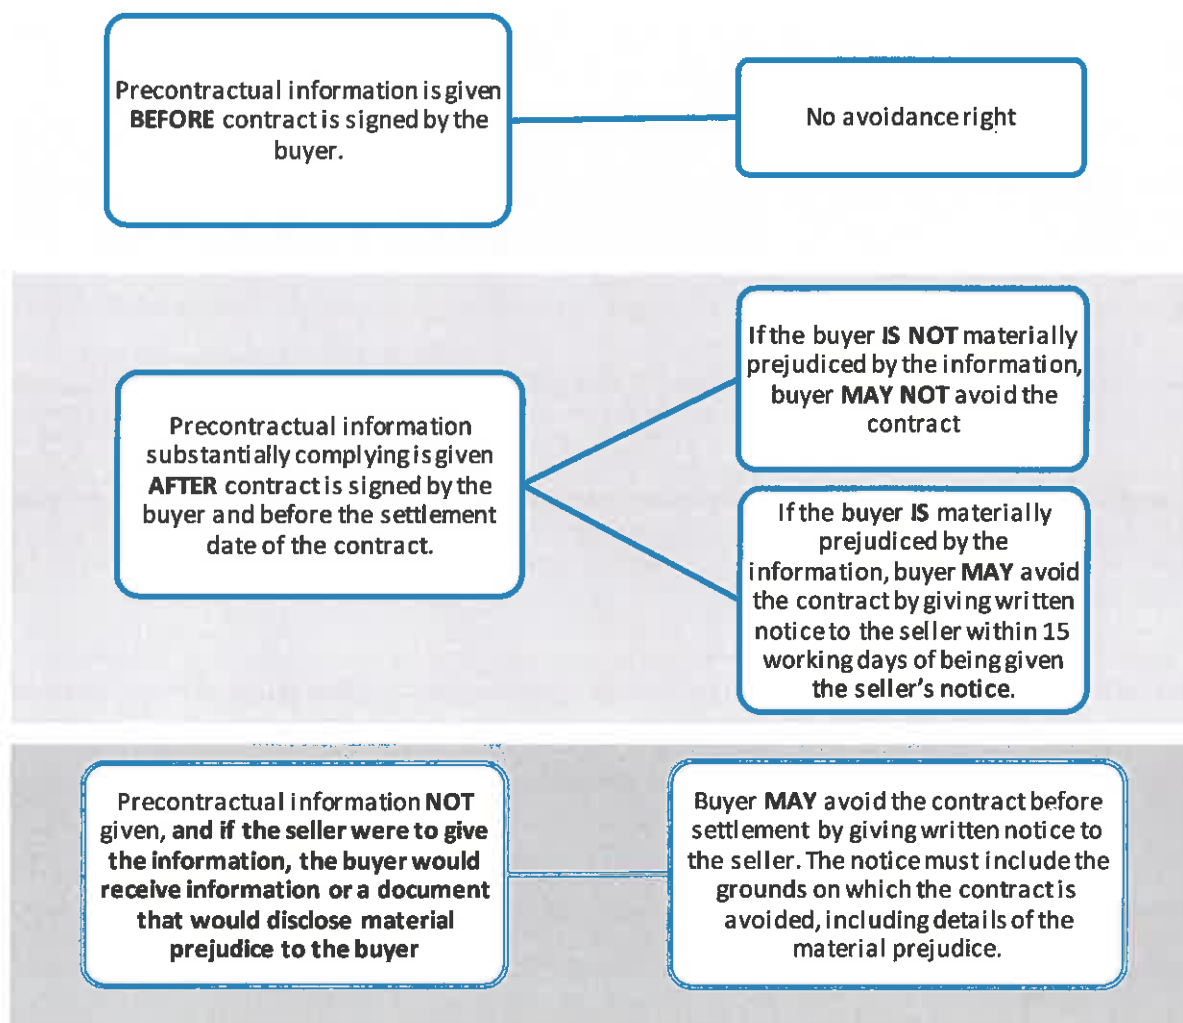 Precontractual information is given
BEFORE contract is signed by the
buyer.
No avoidance right
Precontractual information
substantially complying is given
AFTER contract is signed by the
buyer and before the settlement
date of the contract.
If the buyer IS NOT materially
prejudiced by the information,
buyer MAY NOT avoid the
contract
If the buyer IS materially
prejudiced by the
information, buyer MAY avoid
the contract by giving written
notice to the seller within 15
working days of being given
the seller's notice.
Precontractual information NOT
given, and if the seller were to give
the information, the buyer would
receive information or a document
that would disclose material
prejudice to the buyer
Buyer MAY avoid the contract before
settlement by giving written notice to
the seller. The notice must include the
grounds on which the contract is
avoided, including details of the
material prejudice.